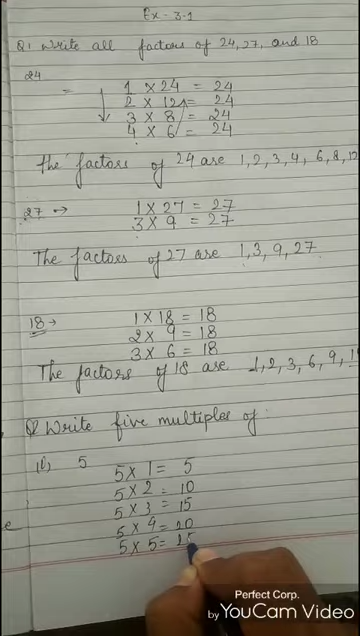 Ex-3.1
Q1 Write all factors of 24, 27, and 18
24
=
1 × 24 = 24
2 × 12 = 24
3 × 8 = 24
4 × 6 = 24
The factors of 24 are 1, 2, 3, 4, 6, 8, 12
27 →
1 × 27 = 27
3 × 9 = 27
The factors of 27 are 1, 3, 9, 27
18 →
1 × 18 = 18
2 × 9 = 18
3 × 6 = 18
The factors of 18 are 1, 2, 3, 6, 9,
Q2 Write five multiples of
5
5 × 1 = 5
5 × 2 = 10
5 × 3 = 15
5 × 4 = 20
5 × 5 = 25
Perfect Corp.
by YouCam Video